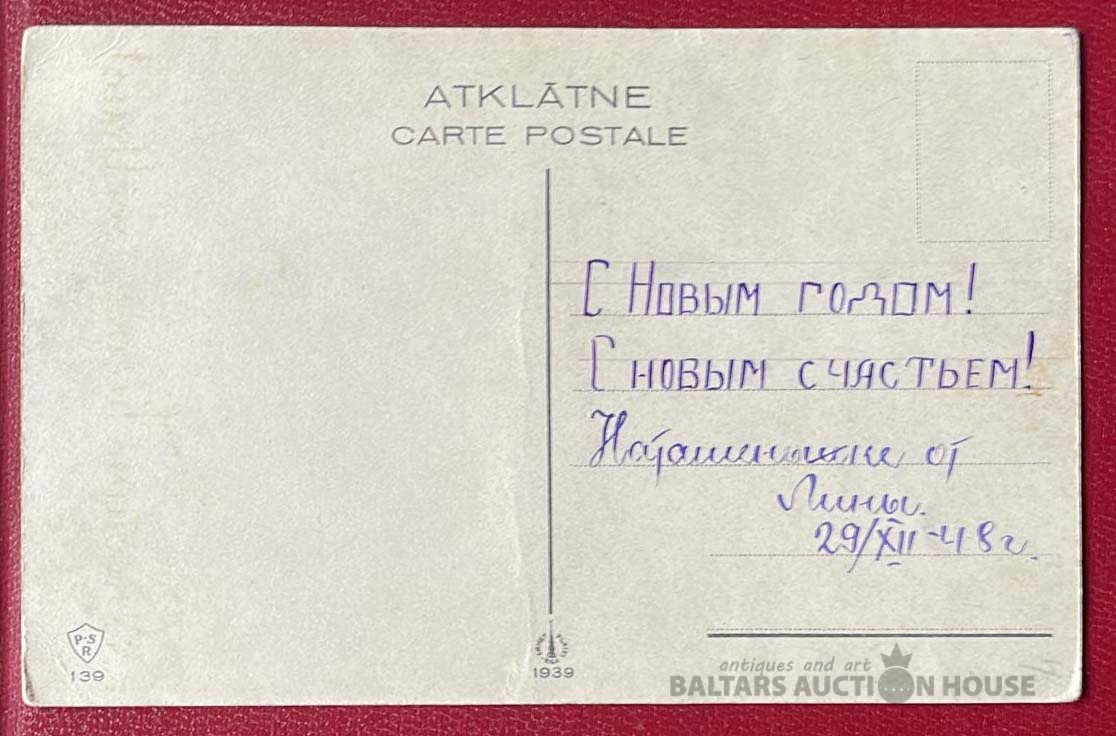 ATKLĀTNE
CARTE POSTALE
С Новым годом!
С новым счастьем!
Наташеньке от
Лины.
29/XII-48г.
P·S
R
139
1939
antiques and art
BALTARS AUCTION HOUSE